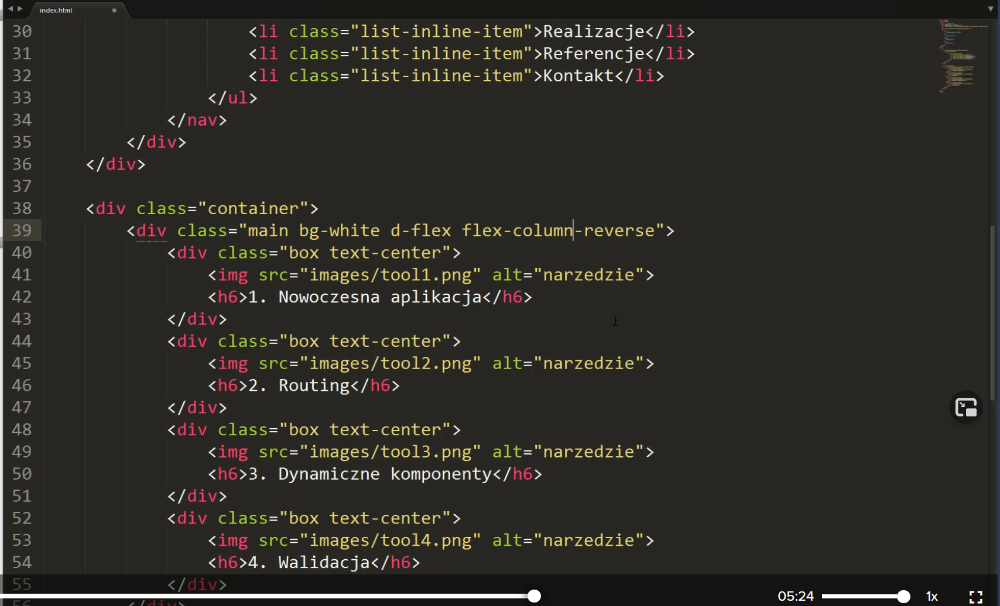 index.html
30 <li class="list-inline-item">Realizacje</li>
31 <li class="list-inline-item">Referencje</li>
32 <li class="list-inline-item">Kontakt</li>
33 </ul>
34 </nav>
35 </div>
36 </div>
37
38 <div class="container">
39 <div class="main bg-white d-flex flex-column-reverse">
40 <div class="box text-center">
41 <img src="images/tool1.png" alt="narzedzie">
42 <h6>1. Nowoczesna aplikacja</h6>
43 </div>
44 <div class="box text-center">
45 <img src="images/tool2.png" alt="narzedzie">
46 <h6>2. Routing</h6>
47 </div>
48 <div class="box text-center">
49 <img src="images/tool3.png" alt="narzedzie">
50 <h6>3. Dynamiczne komponenty</h6>
51 </div>
52 <div class="box text-center">
53 <img src="images/tool4.png" alt="narzedzie">
54 <h6>4. Walidacja</h6>
55 </div>
56 </div>
05:24 1x